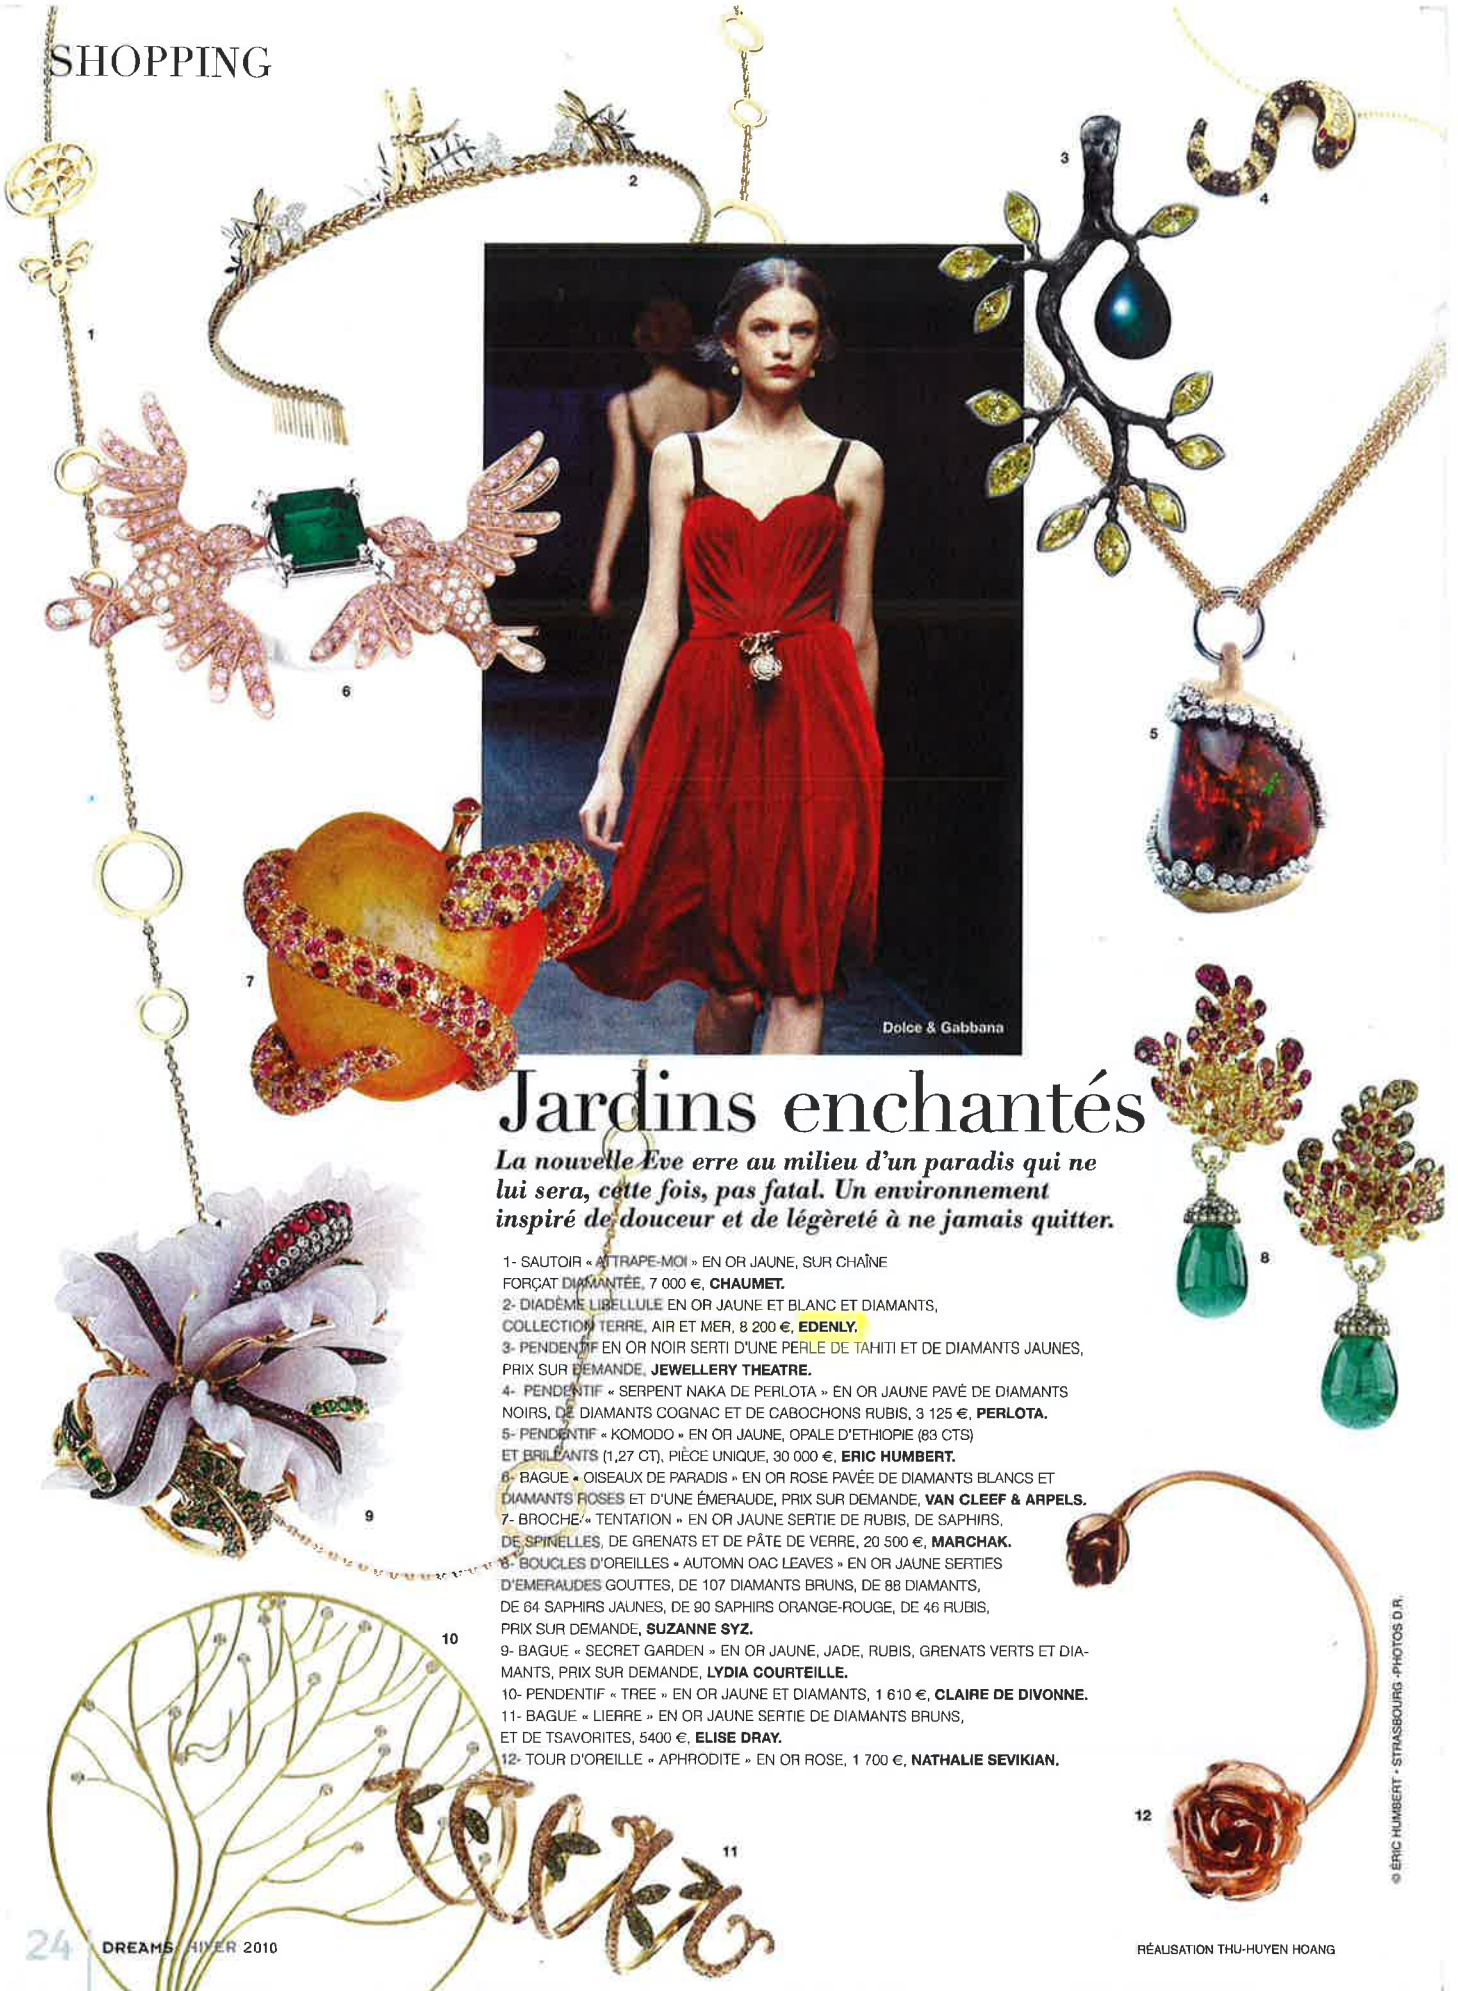 SHOPPING
1
2
3
4
5
6
7
8
9
10
11
12
Dolce & Gabbana
Jardins enchantés
La nouvelle Eve erre au milieu d'un paradis qui ne
lui sera, cette fois, pas fatal. Un environnement
inspiré de douceur et de légèreté à ne jamais quitter.
1- SAUTOIR « ATTRAPE-MOI » EN OR JAUNE, SUR CHAÎNE
FORÇAT DIAMANTÉE, 7 000 €, CHAUMET.
2- DIADÈME LIBELLULE EN OR JAUNE ET BLANC ET DIAMANTS,
COLLECTION TERRE, AIR ET MER, 8 200 €, EDENLY.
3- PENDENTIF EN OR NOIR SERTI D'UNE PERLE DE TAHITI ET DE DIAMANTS JAUNES,
PRIX SUR DEMANDE, JEWELLERY THEATRE.
4- PENDENTIF « SERPENT NAKA DE PERLOTA » EN OR JAUNE PAVÉ DE DIAMANTS
NOIRS, DE DIAMANTS COGNAC ET DE CABOCHONS RUBIS, 3 125 €, PERLOTA.
5- PENDENTIF « KOMODO » EN OR JAUNE, OPALE D'ETHIOPIE (83 CTS)
ET BRILLANTS (1,27 CT), PIÈCE UNIQUE, 30 000 €, ERIC HUMBERT.
6- BAGUE « OISEAUX DE PARADIS » EN OR ROSE PAVÉE DE DIAMANTS BLANCS ET
DIAMANTS ROSES ET D'UNE ÉMERAUDE, PRIX SUR DEMANDE, VAN CLEEF & ARPELS.
7- BROCHE « TENTATION » EN OR JAUNE SERTIE DE RUBIS, DE SAPHIRS,
DE SPINELLES, DE GRENATS ET DE PÂTE DE VERRE, 20 500 €, MARCHAK.
8- BOUCLES D'OREILLES « AUTOMN OAC LEAVES » EN OR JAUNE SERTIES
D'EMERAUDES GOUTTES, DE 107 DIAMANTS BRUNS, DE 88 DIAMANTS,
DE 64 SAPHIRS JAUNES, DE 90 SAPHIRS ORANGE-ROUGE, DE 46 RUBIS,
PRIX SUR DEMANDE, SUZANNE SYZ.
9- BAGUE « SECRET GARDEN » EN OR JAUNE, JADE, RUBIS, GRENATS VERTS ET DIA-
MANTS, PRIX SUR DEMANDE, LYDIA COURTEILLE.
10- PENDENTIF « TREE » EN OR JAUNE ET DIAMANTS, 1 610 €, CLAIRE DE DIVONNE.
11- BAGUE « LIERRE » EN OR JAUNE SERTIE DE DIAMANTS BRUNS,
ET DE TSAVORITES, 5400 €, ELISE DRAY.
12- TOUR D'OREILLE « APHRODITE » EN OR ROSE, 1 700 €, NATHALIE SEVIKIAN.
© ÉRIC HUMBERT - STRASBOURG -PHOTOS D.R.
24 DREAMS HIVER 2010
RÉALISATION THU-HUYEN HOANG